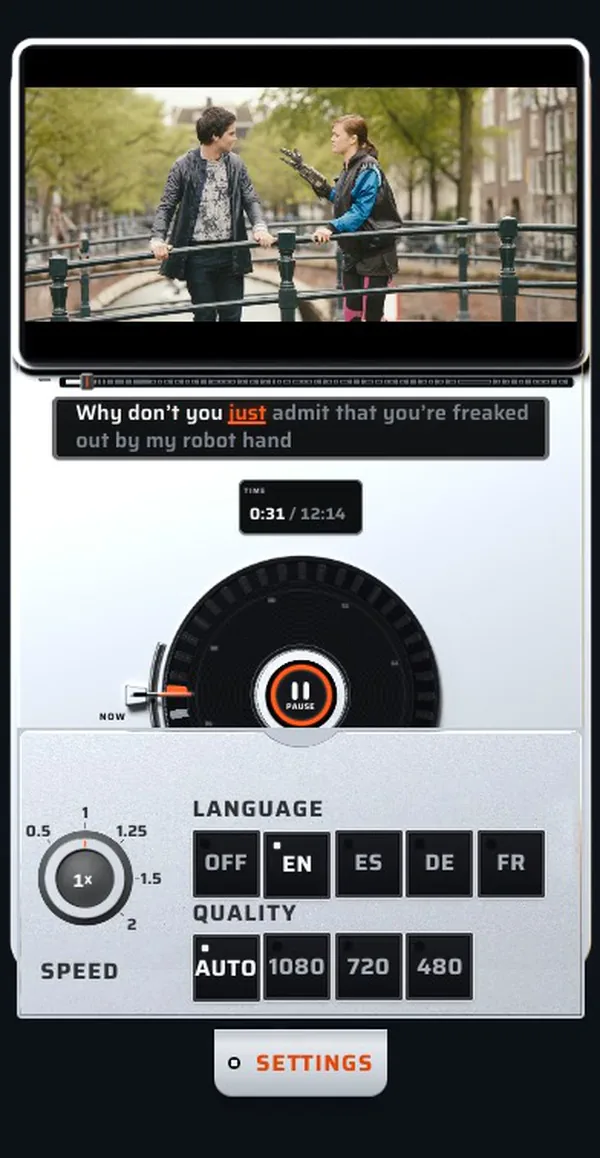 Why don't you just admit that you're freaked
out by my robot hand
TIME
0:31 / 12:14
PAUSE
NOW
LANGUAGE
OFF EN ES DE FR
QUALITY
AUTO 1080 720 480
0.5 1 1.25 1.5 2
1x
SPEED
SETTINGS